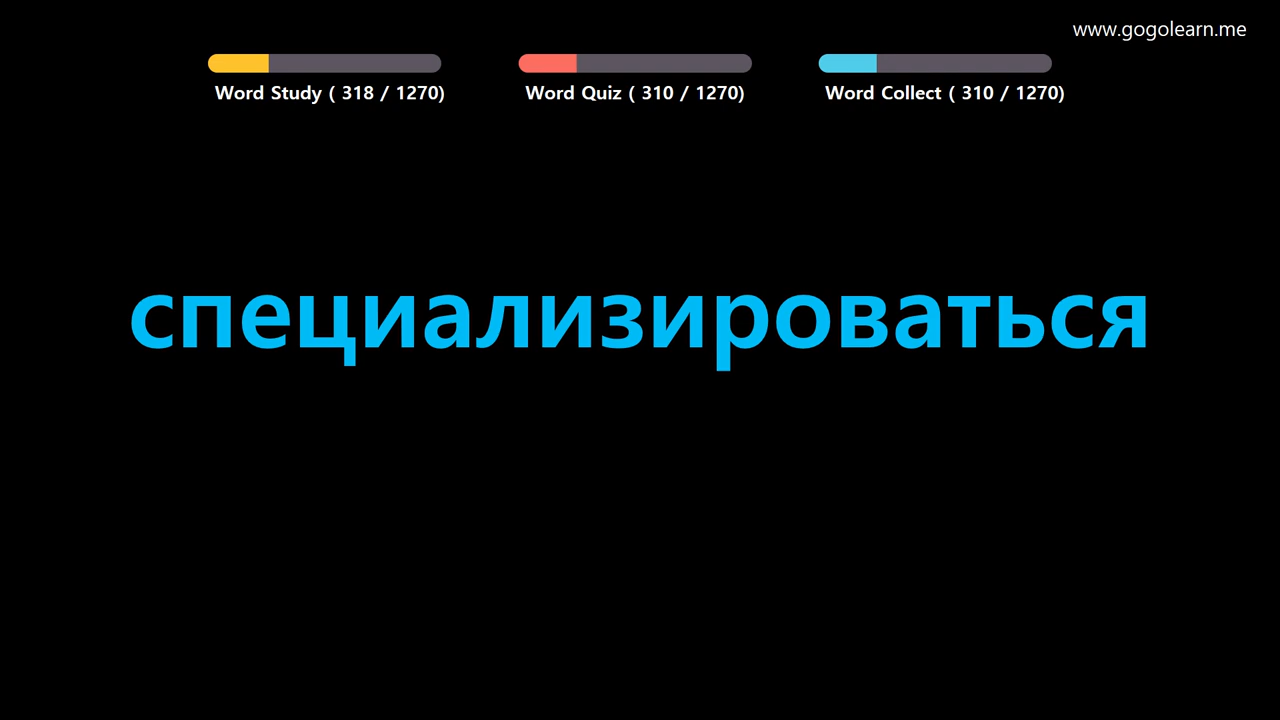 www.gogolearn.me
Word Study ( 318 / 1270)
Word Quiz ( 310 / 1270)
Word Collect ( 310 / 1270)
специализироваться